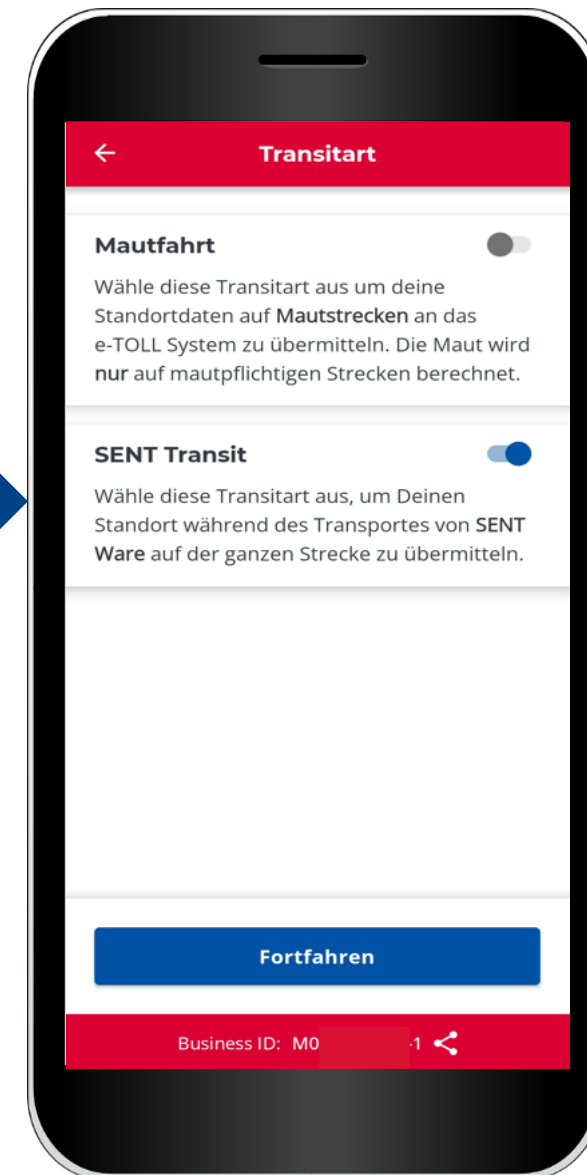 Transitart
Mautfahrt
Wähle diese Transitart aus um deine
Standortdaten auf Mautstrecken an das
e-TOLL System zu übermitteln. Die Maut wird
nur auf mautpflichtigen Strecken berechnet.
SENT Transit
Wähle diese Transitart aus, um Deinen
Standort während des Transportes von SENT
Ware auf der ganzen Strecke zu übermitteln.
Fortfahren
Business ID: M0 -1